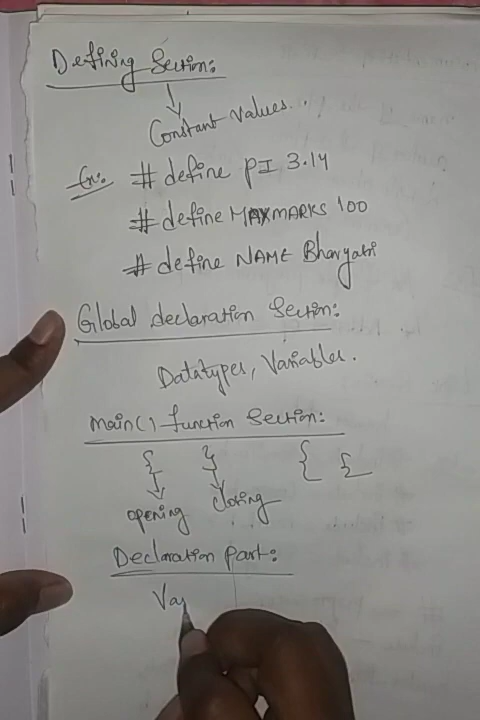 Defining Section:
Constant Values...
Ex. # define PI 3.14
# define MAXMARKS 100
# define NAME Bhargavi
Global declaration Section:
Datatypes, Variables.
Main() function Section:
{ } { {
opening closing
Declaration part:
Va